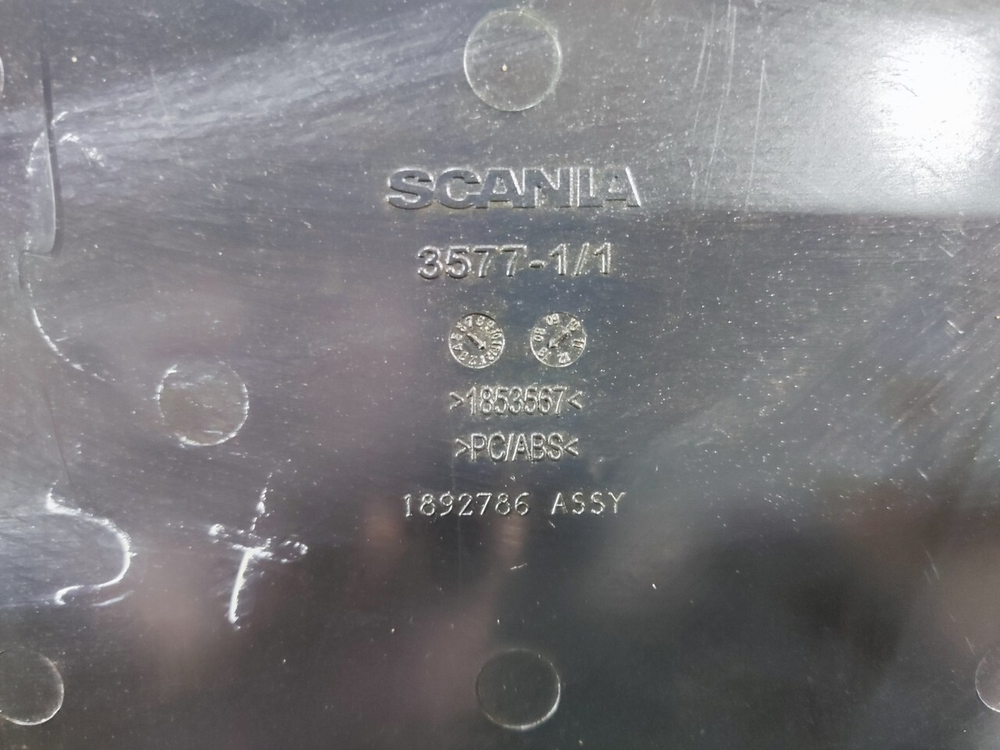 SCANIA
3577-1/1
>1853567<
>PC/ABS<
1892786 ASSY